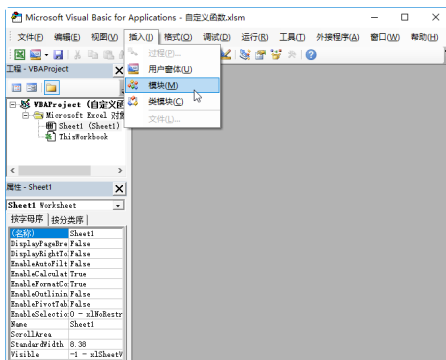 Microsoft Visual Basic for Applications - 自定义函数.xlsm
文件(F) 编辑(E) 视图(V) 插入(I) 格式(O) 调试(D) 运行(R) 工具(T) 外接程序(A) 窗口(W) 帮助(H)
过程(P)...
用户窗体(U)
模块(M)
类模块(C)
文件(L)...
工程 - VBAProject
VBAProject (自定义函
Microsoft Excel 对象
Sheet1 (Sheet1)
ThisWorkbook
属性 - Sheet1
Sheet1 Worksheet
按字母序 按分类序
(名称) Sheet1
DisplayPageBre False
DisplayRightTo False
EnableAutoFilt False
EnableCalculat True
EnableFormatCo True
EnableOutlinin False
EnablePivotTab False
EnableSelectio 0 - xlNoRestr
Name Sheet1
ScrollArea
StandardWidth 8.38
Visible -1 - xlSheetV